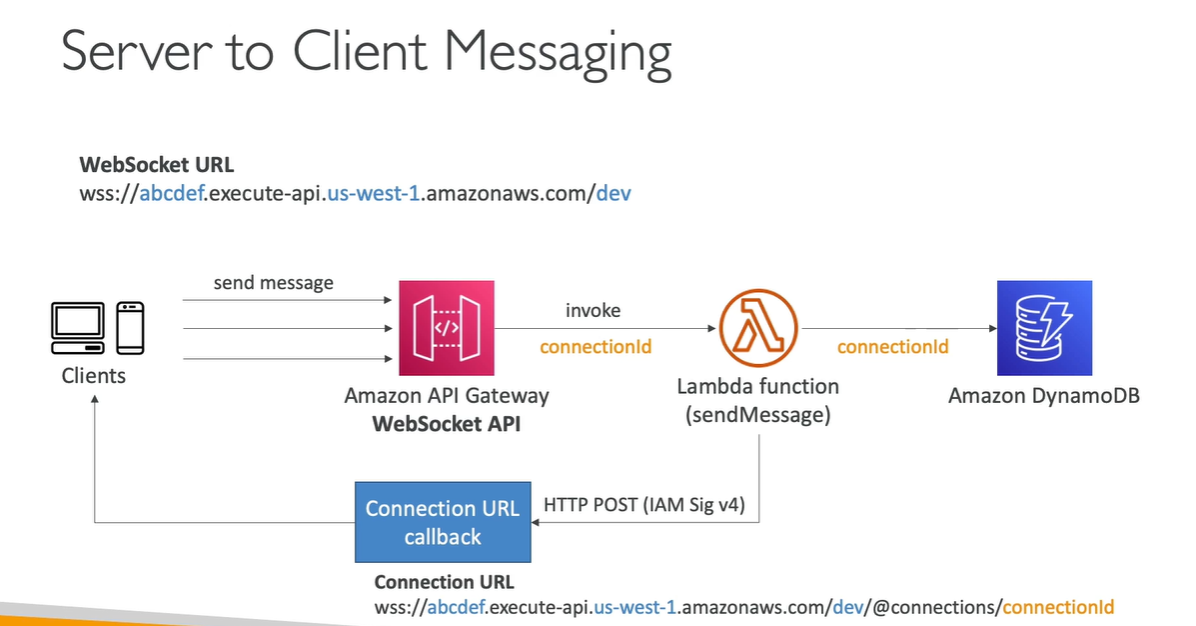 Server to Client Messaging
WebSocket URL
wss://abcdef.execute-api.us-west-1.amazonaws.com/dev
send message
invoke
connectionId
connectionId
Clients
</>
Amazon API Gateway
WebSocket API
Lambda function
(sendMessage)
Amazon DynamoDB
Connection URL
callback
HTTP POST (IAM Sig v4)
Connection URL
wss://abcdef.execute-api.us-west-1.amazonaws.com/dev/@connections/connectionId